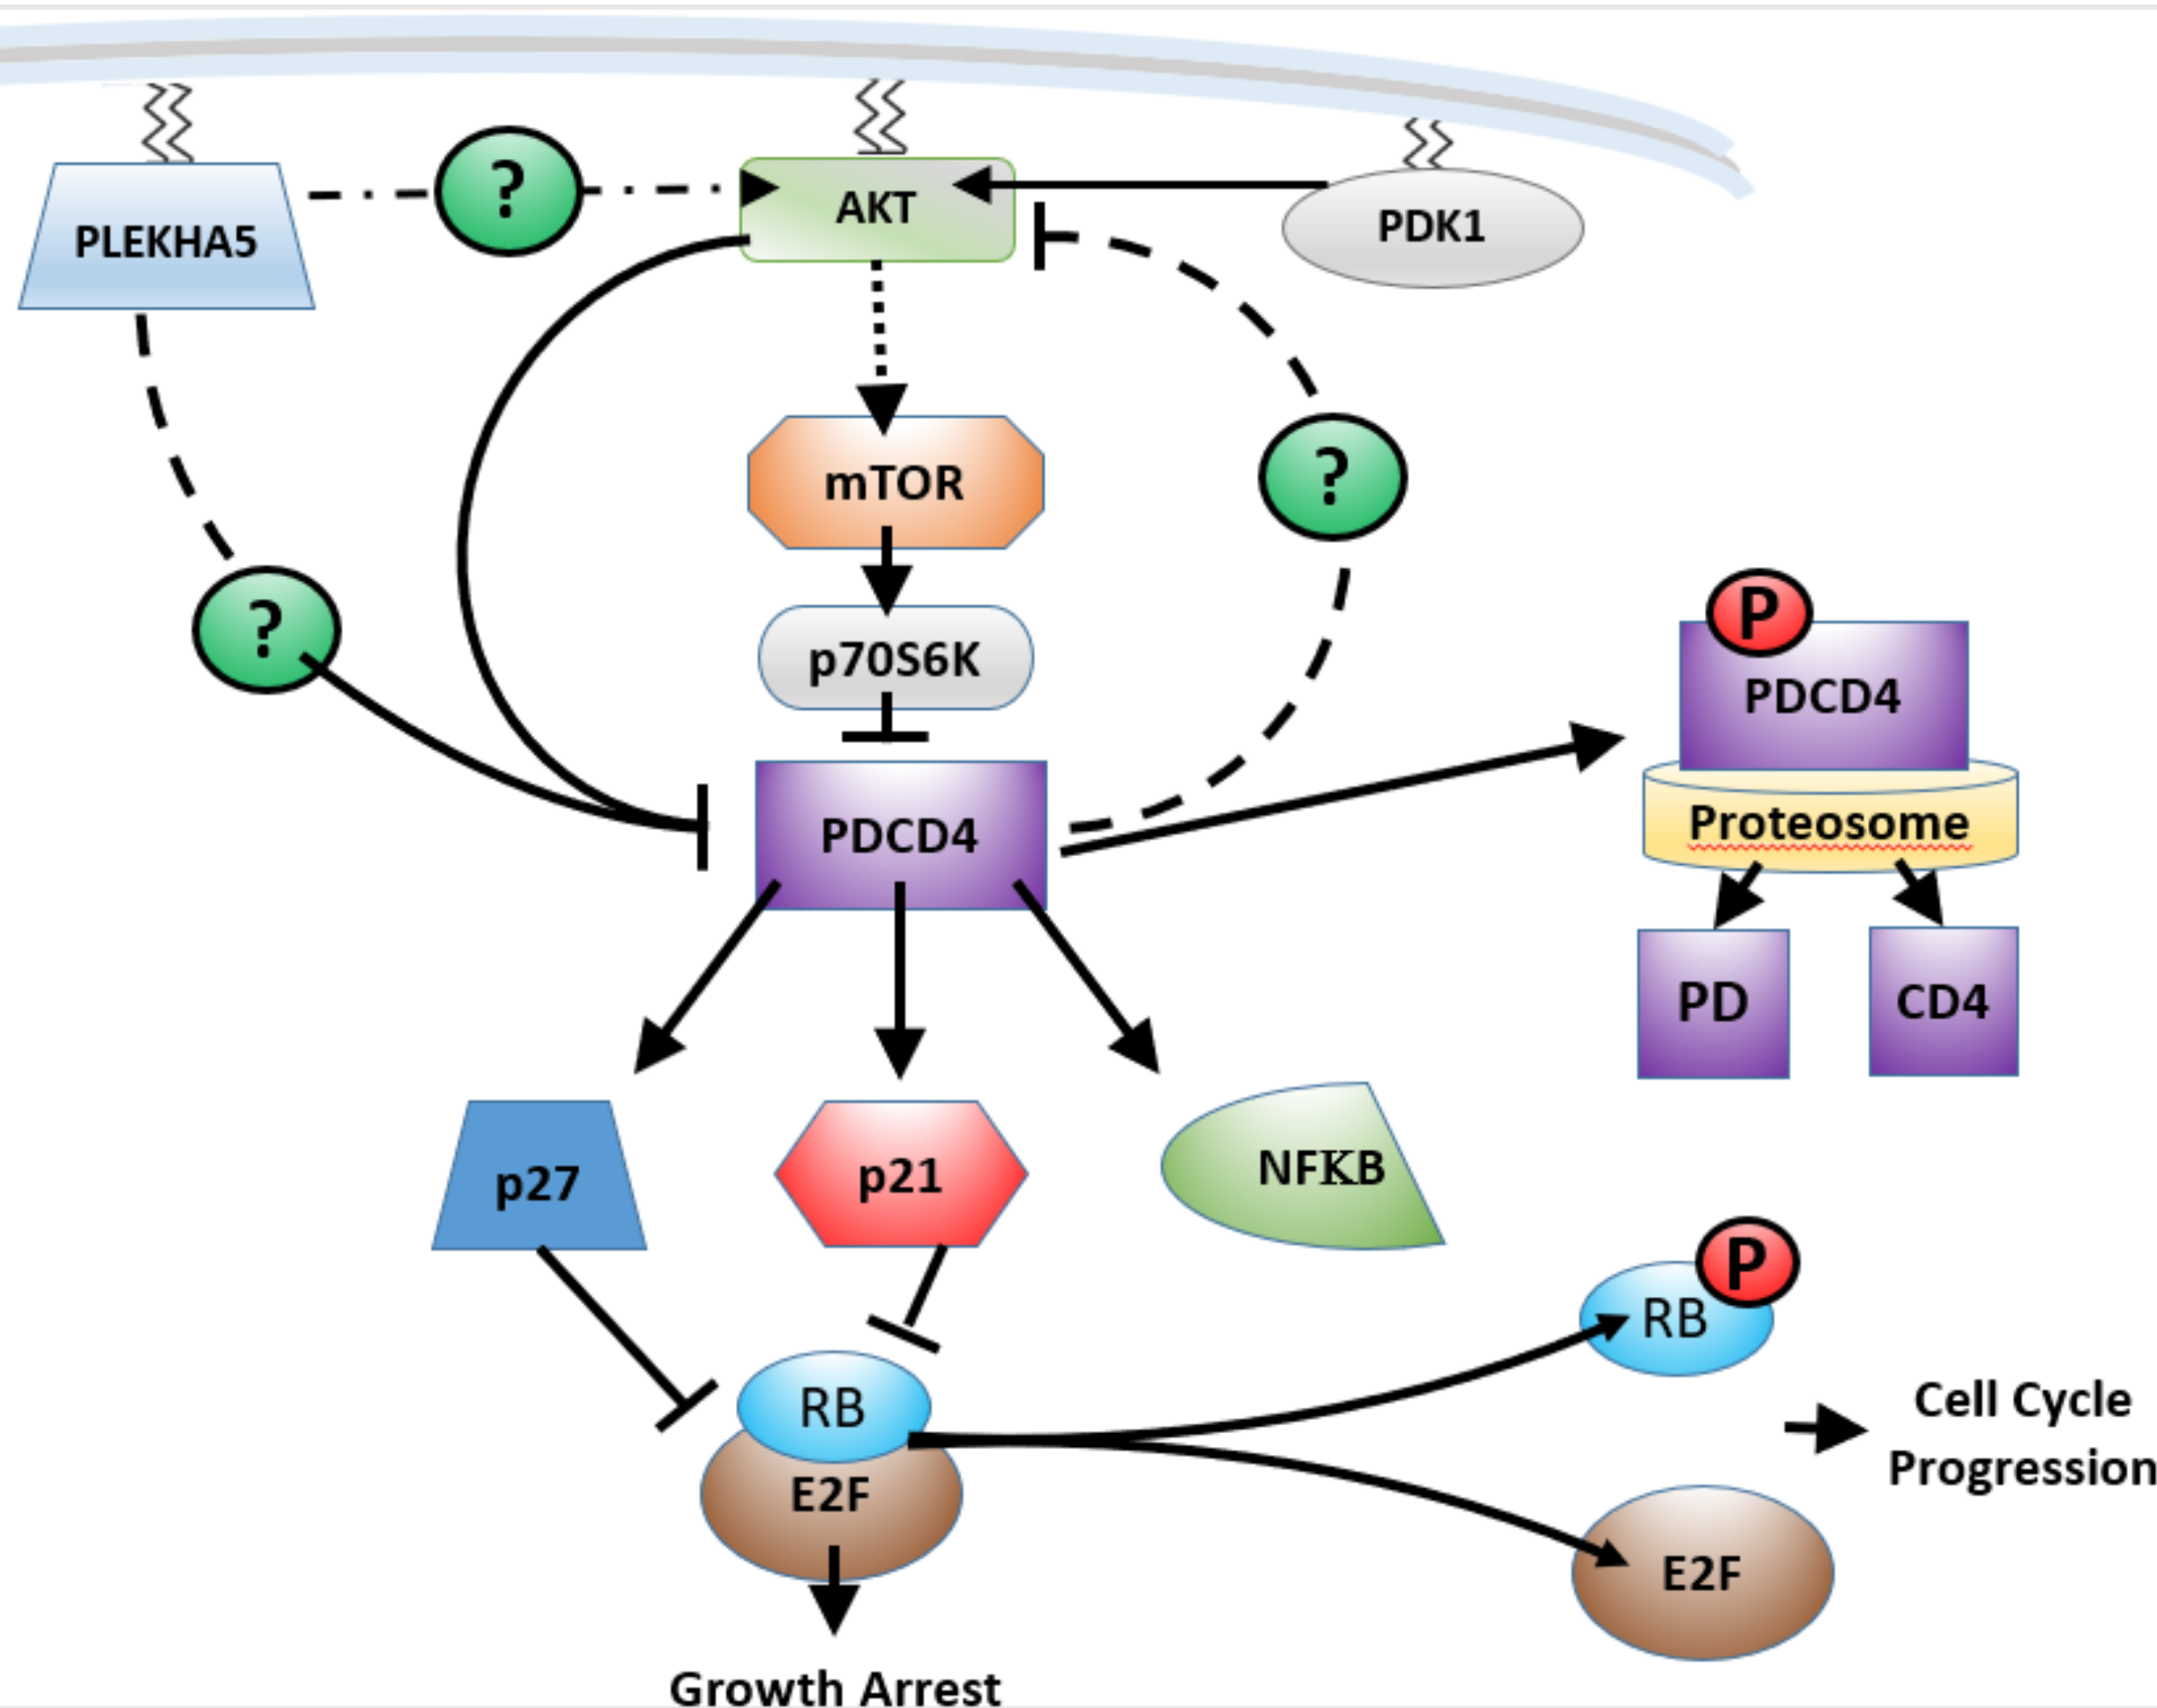 PLEKHA5
?
AKT
PDK1
mTOR
?
?
p70S6K
P
PDCD4
PDCD4
Proteosome
PD
CD4
p27
p21
NFKB
P
RB
RB
Cell Cycle
Progression
E2F
E2F
Growth Arrest